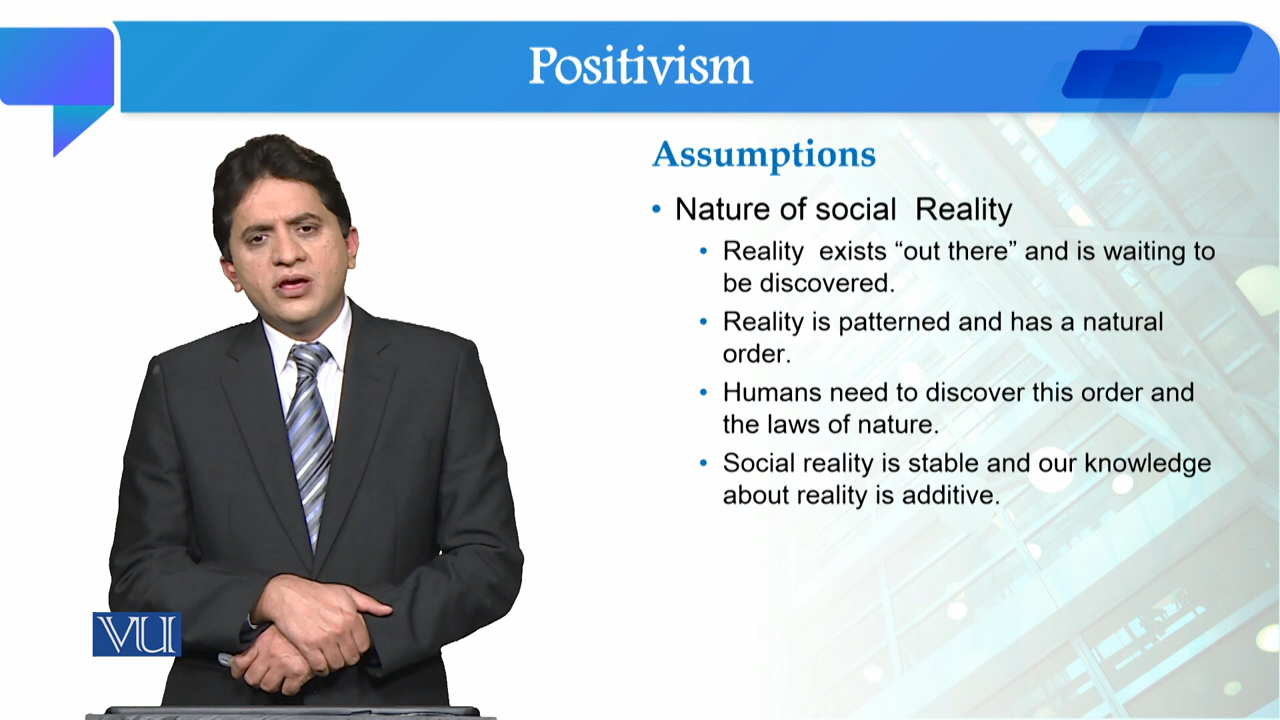 Positivism
Assumptions
• Nature of social Reality
• Reality exists “out there” and is waiting to
be discovered.
• Reality is patterned and has a natural
order.
• Humans need to discover this order and
the laws of nature.
• Social reality is stable and our knowledge
about reality is additive.
VU